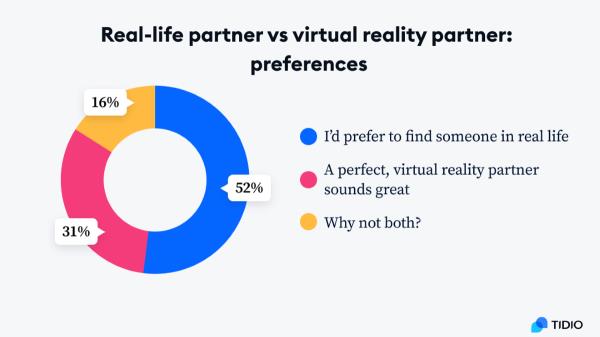 Real-life partner vs virtual reality partner:
preferences
16%
52%
31%
I'd prefer to find someone in real life
A perfect, virtual reality partner
sounds great
Why not both?
TIDIO